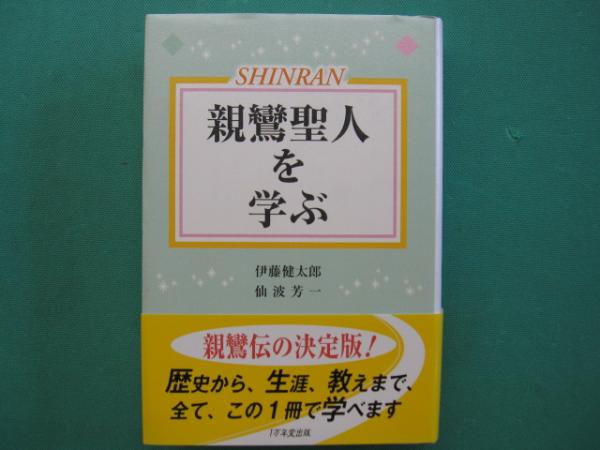 SHINRAN
親鸞聖人
を
学ぶ
伊藤健太郎
仙波芳一
親鸞伝の決定版!
歴史から、生涯、教えまで、
全て、この1冊で学べます
1万年堂出版